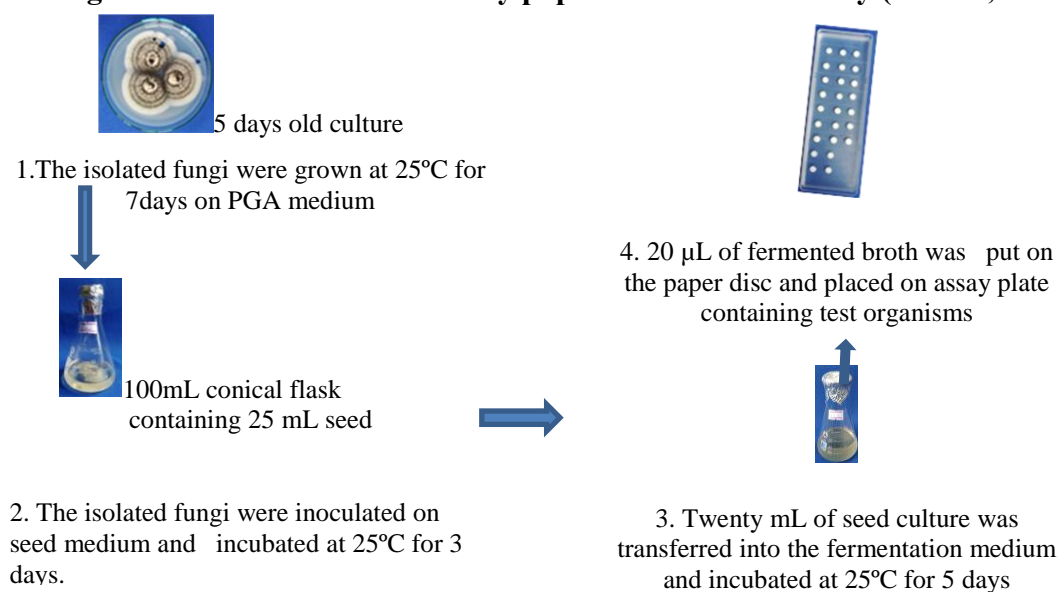 5 days old culture
1.The isolated fungi were grown at 25ºC for
7days on PGA medium
100mL conical flask
containing 25 mL seed
2. The isolated fungi were inoculated on
seed medium and incubated at 25ºC for 3
days.
4. 20 µL of fermented broth was put on
the paper disc and placed on assay plate
containing test organisms
3. Twenty mL of seed culture was
transferred into the fermentation medium
and incubated at 25ºC for 5 days